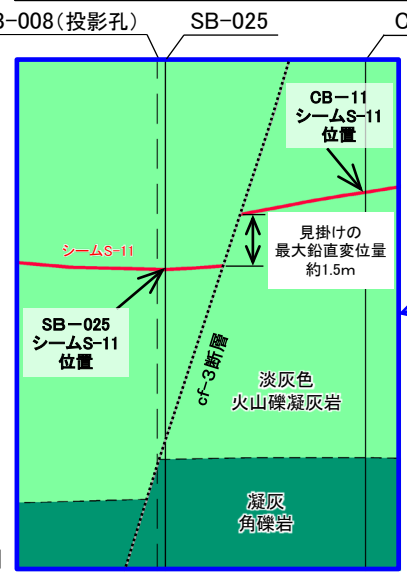 -008(投影孔)
SB-025
CB-11
シームS-11
位置
シームS-11
見掛けの
最大鉛直変位量
約1.5m
SB-025
シームS-11
位置
cf-3断層
淡灰色
火山礫凝灰岩
凝灰
角礫岩